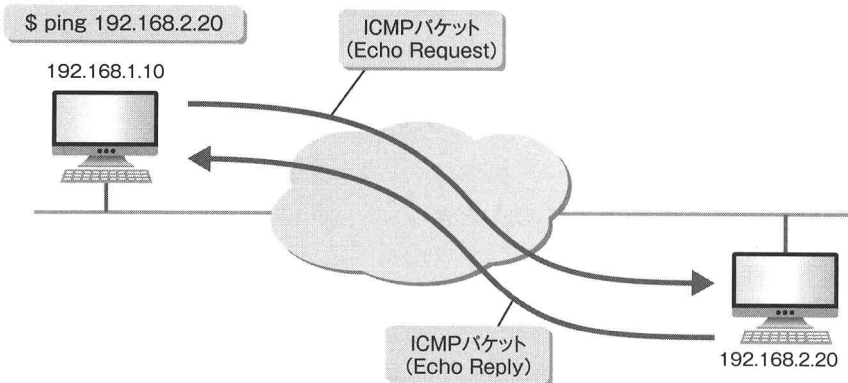 $ ping 192.168.2.20
192.168.1.10
ICMPパケット
(Echo Request)
ICMPパケット
(Echo Reply)
192.168.2.20